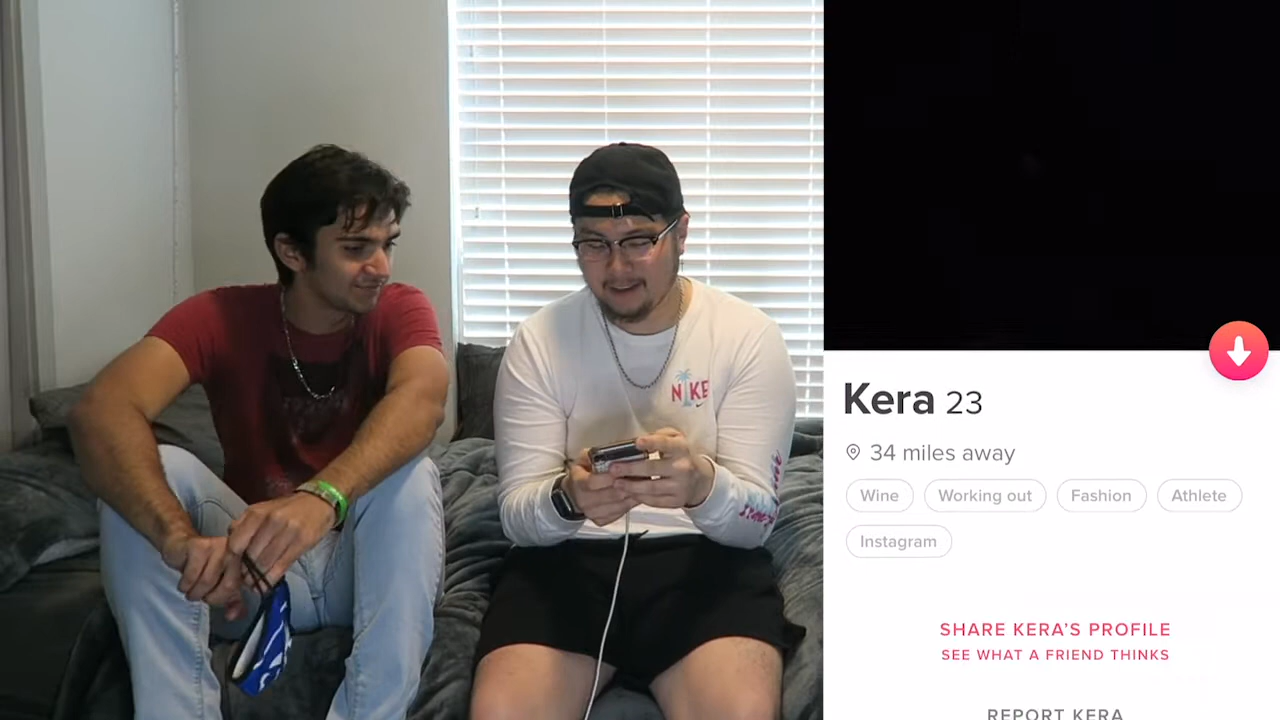 NIKE
Kera 23
34 miles away
Wine
Working out
Fashion
Athlete
Instagram
SHARE KERA'S PROFILE
SEE WHAT A FRIEND THINKS
REPORT KERA